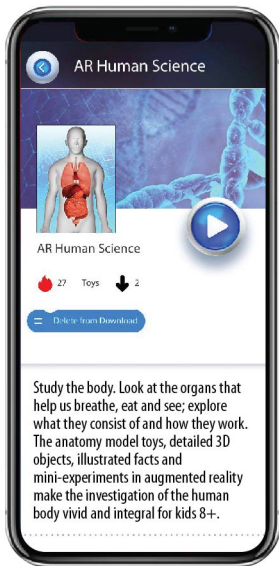 AR Human Science
AR Human Science
27 Toys 2
Delete from Download
Study the body. Look at the organs that
help us breathe, eat and see; explore
what they consist of and how they work.
The anatomy model toys, detailed 3D
objects, illustrated facts and
mini-experiments in augmented reality
make the investigation of the human
body vivid and integral for kids 8+.